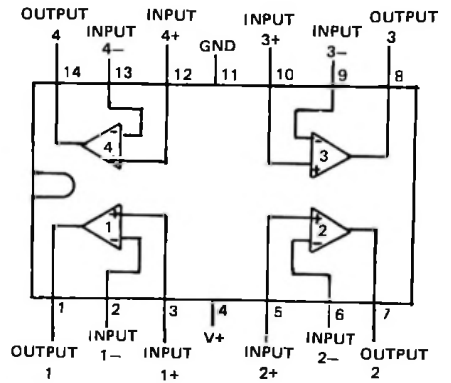 OUTPUT
4
INPUT
4−
INPUT
4+
GND
INPUT
3+
INPUT
3−
OUTPUT
3
14
13
12
11
10
9
8
−
4
+
−
3
+
+
1
−
+
2
−
1
2
3
4
5
6
7
OUTPUT
1
INPUT
1−
INPUT
1+
V+
INPUT
2+
INPUT
2−
OUTPUT
2